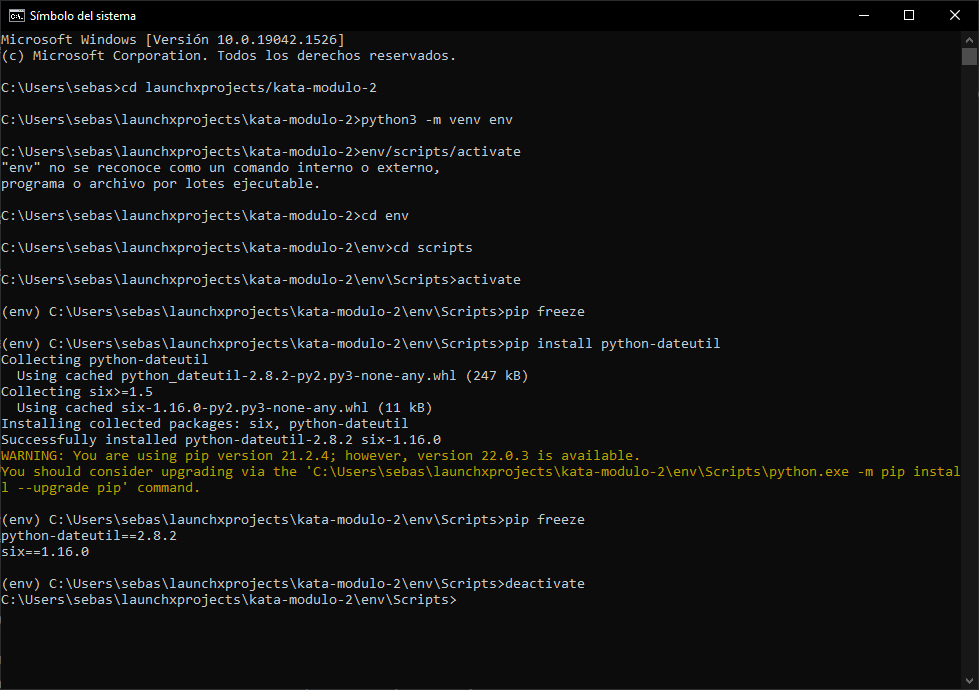 Símbolo del sistema
Microsoft Windows [Versión 10.0.19042.1526]
(c) Microsoft Corporation. Todos los derechos reservados.
C:\Users\sebas>cd launchxprojects/kata-modulo-2
C:\Users\sebas\launchxprojects\kata-modulo-2>python3 -m venv env
C:\Users\sebas\launchxprojects\kata-modulo-2>env/scripts/activate
"env" no se reconoce como un comando interno o externo,
programa o archivo por lotes ejecutable.
C:\Users\sebas\launchxprojects\kata-modulo-2>cd env
C:\Users\sebas\launchxprojects\kata-modulo-2\env>cd scripts
C:\Users\sebas\launchxprojects\kata-modulo-2\env\Scripts>activate
(env) C:\Users\sebas\launchxprojects\kata-modulo-2\env\Scripts>pip freeze
(env) C:\Users\sebas\launchxprojects\kata-modulo-2\env\Scripts>pip install python-dateutil
Collecting python-dateutil
  Using cached python_dateutil-2.8.2-py2.py3-none-any.whl (247 kB)
Collecting six>=1.5
  Using cached six-1.16.0-py2.py3-none-any.whl (11 kB)
Installing collected packages: six, python-dateutil
Successfully installed python-dateutil-2.8.2 six-1.16.0
WARNING: You are using pip version 21.2.4; however, version 22.0.3 is available.
You should consider upgrading via the 'C:\Users\sebas\launchxprojects\kata-modulo-2\env\Scripts\python.exe -m pip instal
l --upgrade pip' command.
(env) C:\Users\sebas\launchxprojects\kata-modulo-2\env\Scripts>pip freeze
python-dateutil==2.8.2
six==1.16.0
(env) C:\Users\sebas\launchxprojects\kata-modulo-2\env\Scripts>deactivate
C:\Users\sebas\launchxprojects\kata-modulo-2\env\Scripts>